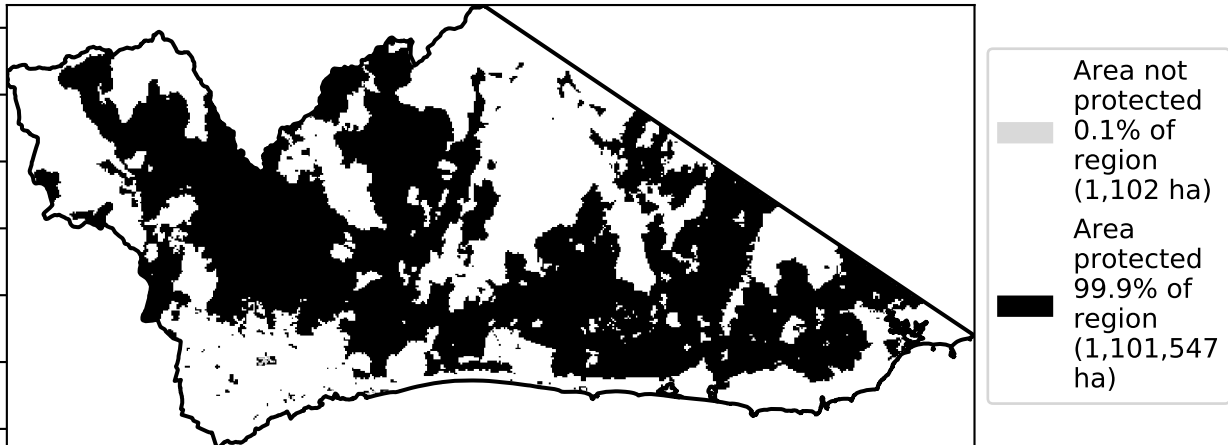 Area not
protected
0.1% of
region
(1,102 ha)
Area
protected
99.9% of
region
(1,101,547
ha)